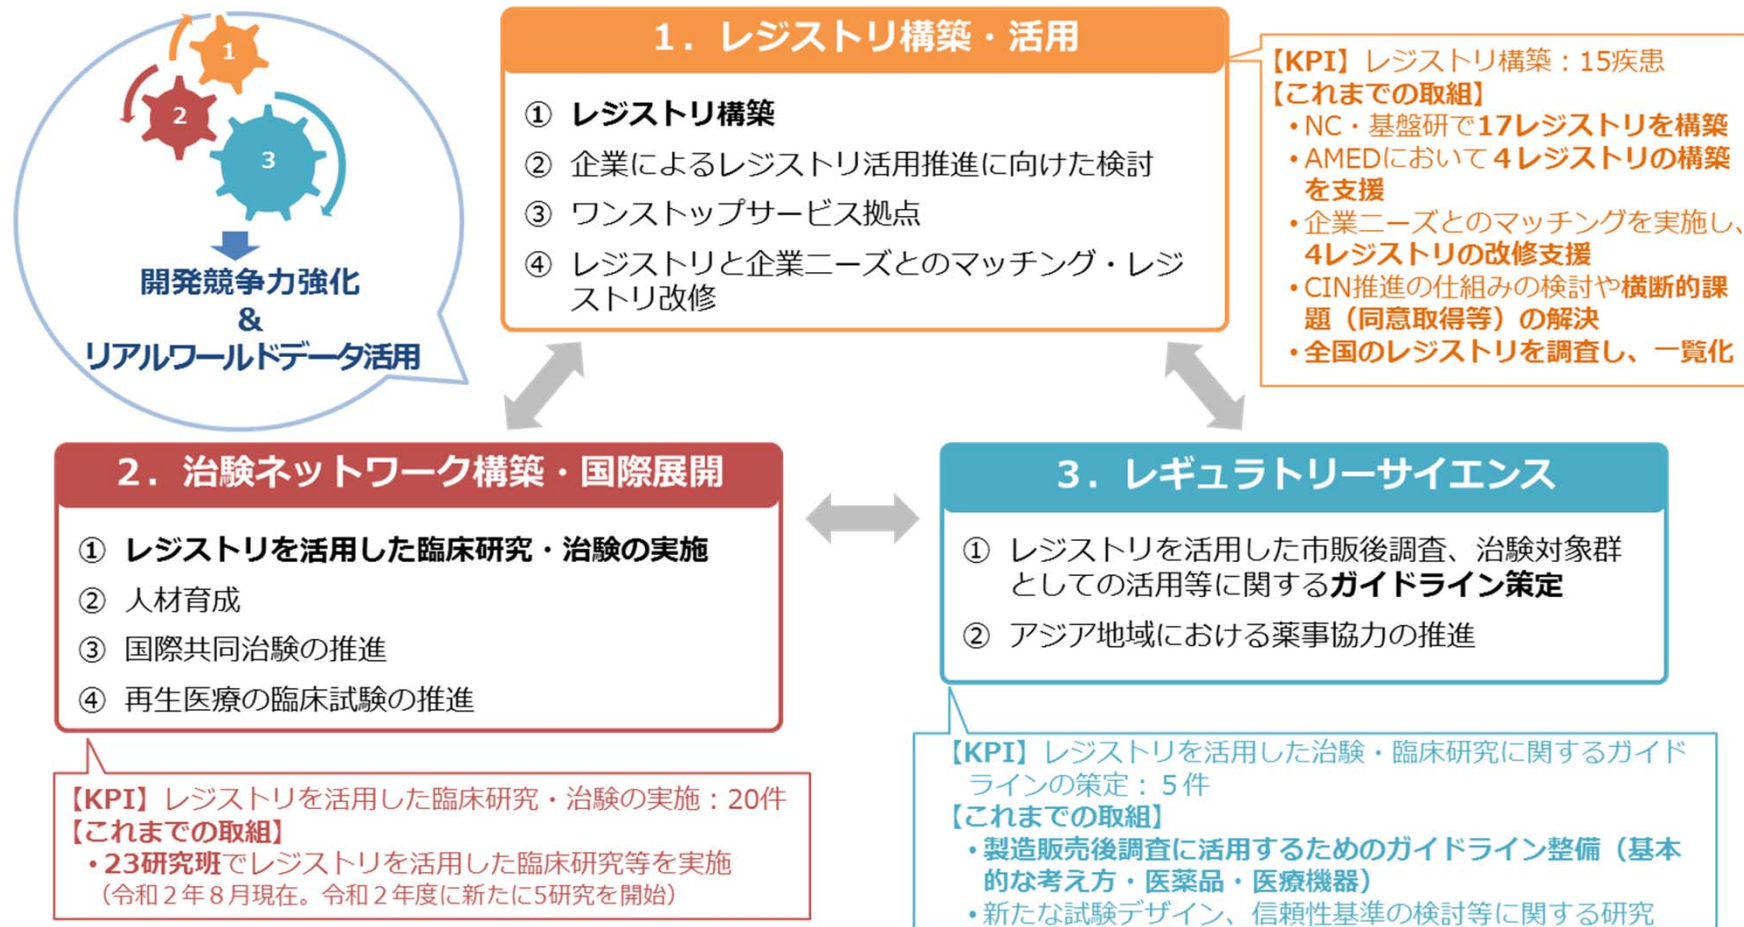 1
2
3
開発競争力強化
&
リアルワールドデータ活用
1．レジストリ構築・活用
① レジストリ構築
② 企業によるレジストリ活用推進に向けた検討
③ ワンストップサービス拠点
④ レジストリと企業ニーズとのマッチング・レジ
ストリ改修
【KPI】レジストリ構築：15疾患
【これまでの取組】
・NC・基盤研で17レジストリを構築
・AMEDにおいて４レジストリの構築
を支援
・企業ニーズとのマッチングを実施し、
4レジストリの改修支援
・CIN推進の仕組みの検討や横断的課
題（同意取得等）の解決
・全国のレジストリを調査し、一覧化
2．治験ネットワーク構築・国際展開
① レジストリを活用した臨床研究・治験の実施
② 人材育成
③ 国際共同治験の推進
④ 再生医療の臨床試験の推進
【KPI】レジストリを活用した臨床研究・治験の実施：20件
【これまでの取組】
・23研究班でレジストリを活用した臨床研究等を実施
（令和２年８月現在。令和２年度に新たに5研究を開始）
3．レギュラトリーサイエンス
① レジストリを活用した市販後調査、治験対象群
としての活用等に関するガイドライン策定
② アジア地域における薬事協力の推進
【KPI】レジストリを活用した治験・臨床研究に関するガイド
ラインの策定：５件
【これまでの取組】
・製造販売後調査に活用するためのガイドライン整備（基本
的な考え方・医薬品・医療機器）
・新たな試験デザイン、信頼性基準の検討等に関する研究